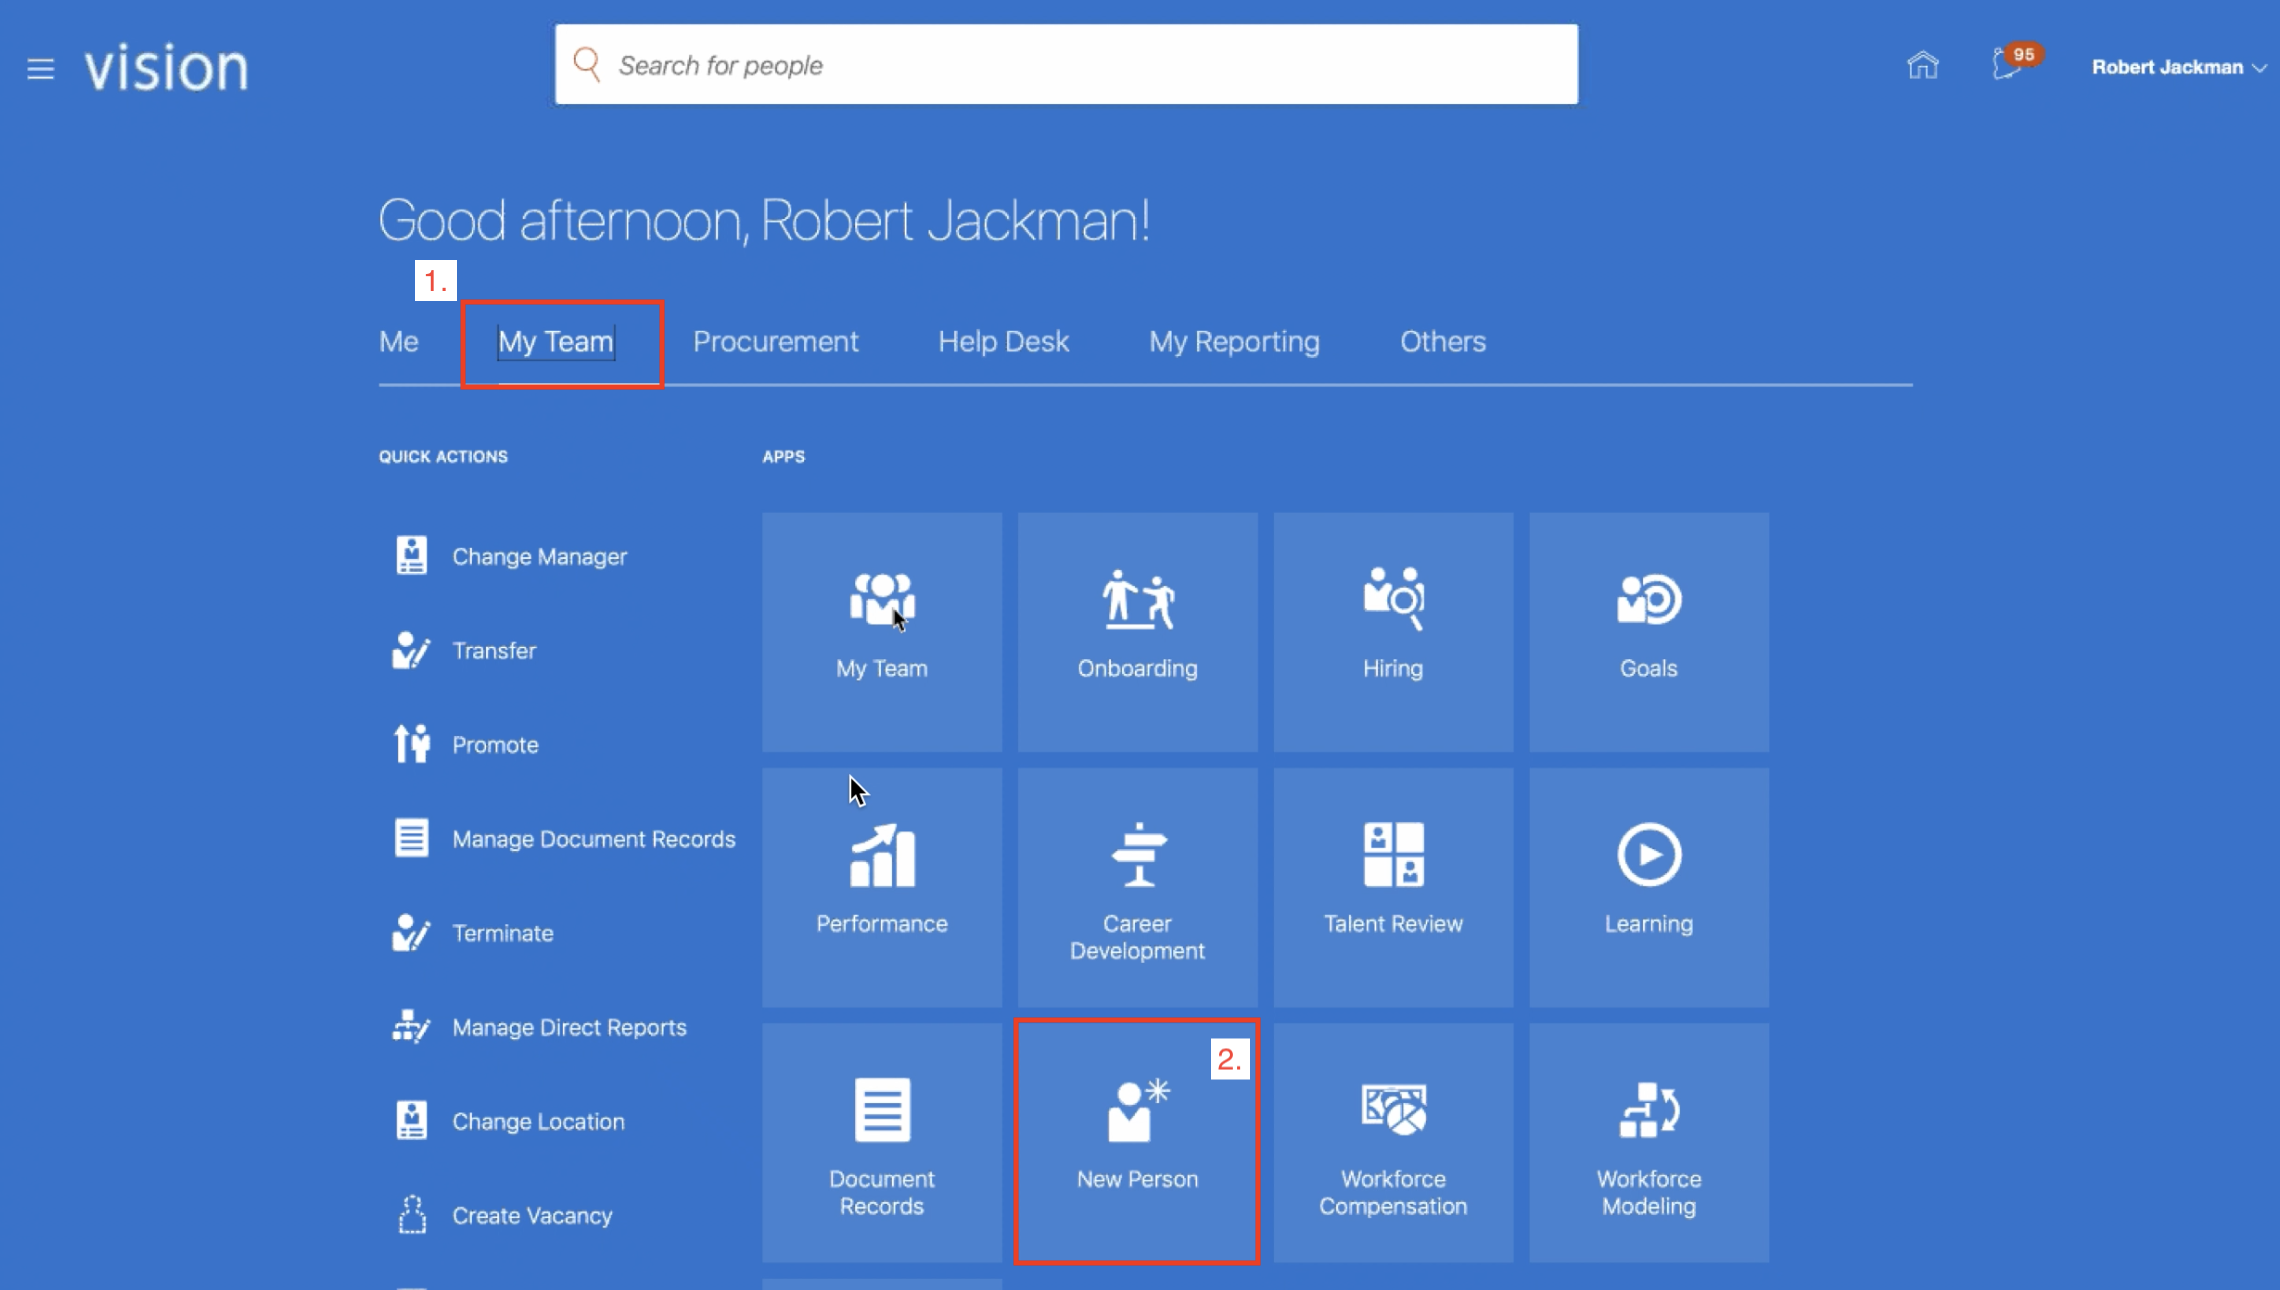 vision
Search for people
95
Robert Jackman
Good afternoon, Robert Jackman!
1.
Me
My Team
Procurement
Help Desk
My Reporting
Others
QUICK ACTIONS
Change Manager
Transfer
Promote
Manage Document Records
Terminate
Manage Direct Reports
Change Location
Create Vacancy
APPS
My Team
Onboarding
Hiring
Goals
Performance
Career
Development
Talent Review
Learning
Document
Records
2.
New Person
Workforce
Compensation
Workforce
Modeling